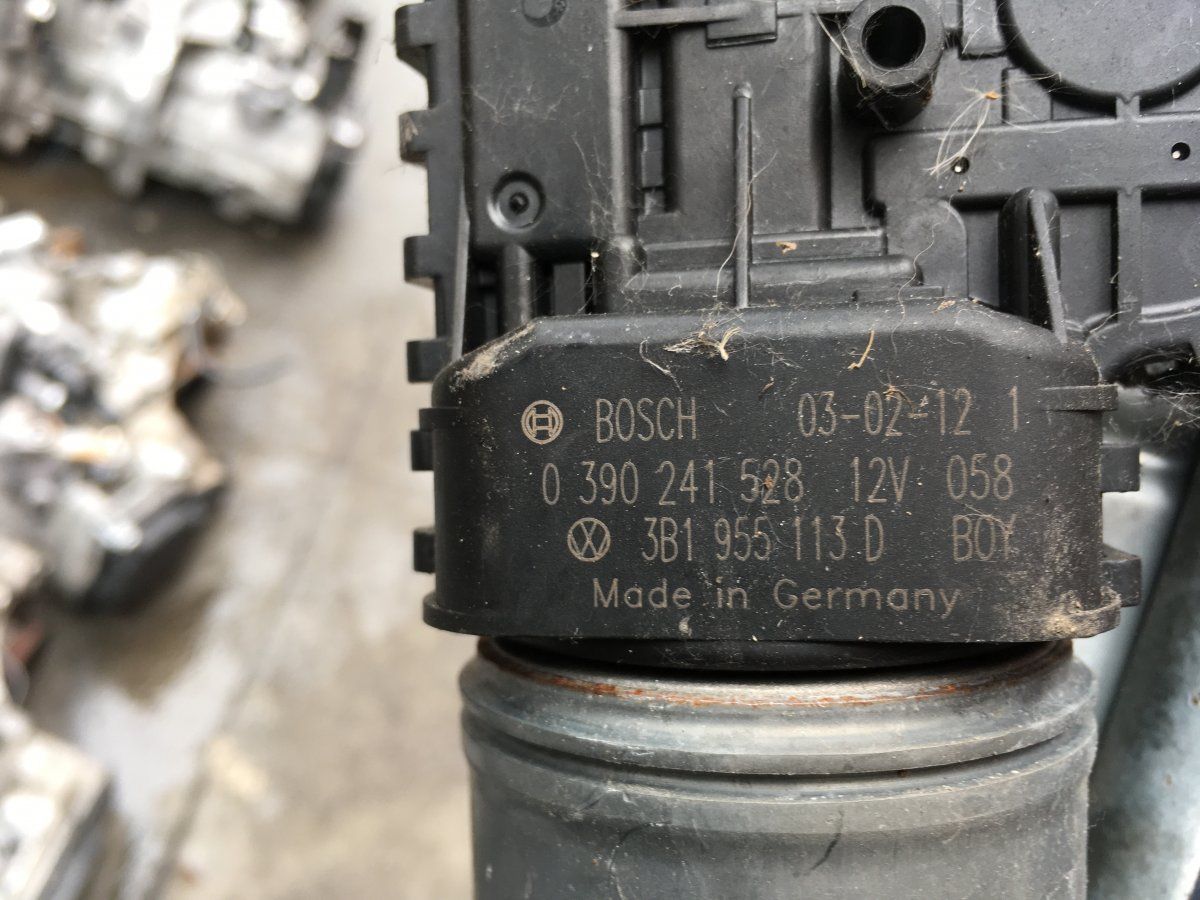 BOSCH 03-02-12 1
0 390 241 528 12V 058
3B1 955 113 D BOY
Made in Germany